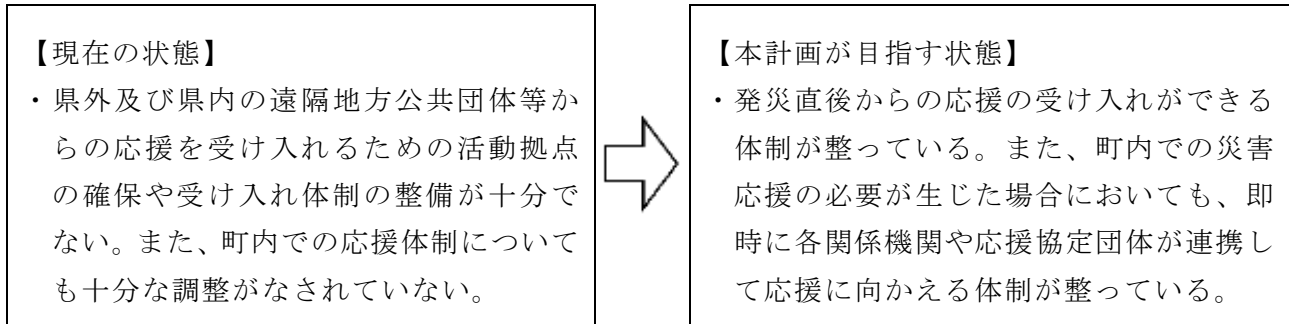 【現在の状態】
・県外及び県内の遠隔地方公共団体等か
らの応援を受け入れるための活動拠点
の確保や受け入れ体制の整備が十分で
ない。また、町内での応援体制について
も十分な調整がなされていない。
【本計画が目指す状態】
・発災直後からの応援の受け入れができる
体制が整っている。また、町内での災害
応援の必要が生じた場合においても、即
時に各関係機関や応援協定団体が連携し
て応援に向かえる体制が整っている。